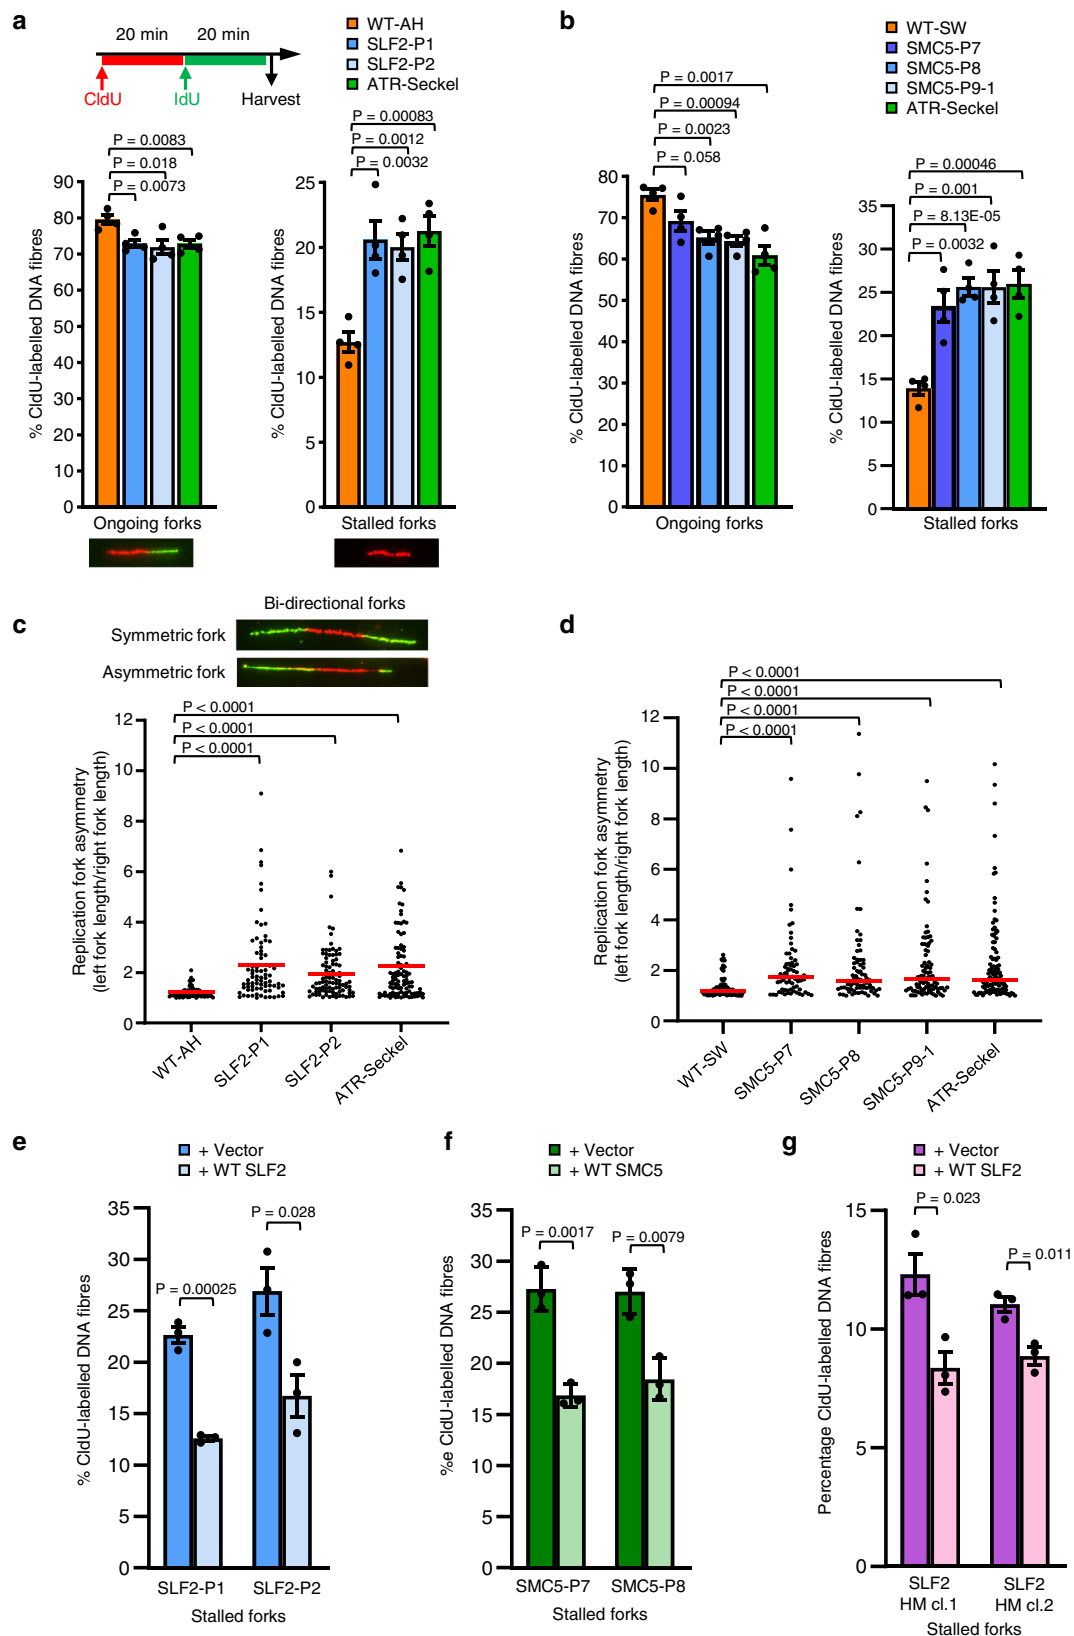 a
20 min
20 min
CldU
IdU
Harvest
WT-AH
SLF2-P1
SLF2-P2
ATR-Seckel
P = 0.0083
P = 0.018
P = 0.0073
% CldU-labelled DNA fibres
90
80
70
60
50
40
30
20
10
0
Ongoing forks
P = 0.00083
P = 0.0012
P = 0.0032
% CldU-labelled DNA fibres
25
20
15
10
5
0
Stalled forks
b
WT-SW
SMC5-P7
SMC5-P8
SMC5-P9-1
ATR-Seckel
P = 0.0017
P = 0.00094
P = 0.0023
P = 0.058
% CldU-labelled DNA fibres
80
70
60
50
40
30
20
10
0
Ongoing forks
P = 0.00046
P = 0.001
P = 8.13E-05
P = 0.0032
% CldU-labelled DNA fibres
35
30
25
20
15
10
5
0
Stalled forks
c
Bi-directional forks
Symmetric fork
Asymmetric fork
P < 0.0001
P < 0.0001
P < 0.0001
Replication fork asymmetry
(left fork length/right fork length)
12
10
8
6
4
2
0
WT-AH
SLF2-P1
SLF2-P2
ATR-Seckel
d
P < 0.0001
P < 0.0001
P < 0.0001
P < 0.0001
Replication fork asymmetry
(left fork length/right fork length)
12
10
8
6
4
2
0
WT-SW
SMC5-P7
SMC5-P8
SMC5-P9-1
ATR-Seckel
e
+ Vector
+ WT SLF2
P = 0.028
P = 0.00025
% CldU-labelled DNA fibres
35
30
25
20
15
10
5
0
SLF2-P1
SLF2-P2
Stalled forks
f
+ Vector
+ WT SMC5
P = 0.0017
P = 0.0079
%e CldU-labelled DNA fibres
35
30
25
20
15
10
5
0
SMC5-P7
SMC5-P8
Stalled forks
g
+ Vector
+ WT SLF2
P = 0.023
P = 0.011
Percentage CldU-labelled DNA fibres
15
10
5
0
SLF2
HM cl.1
SLF2
HM cl.2
Stalled forks